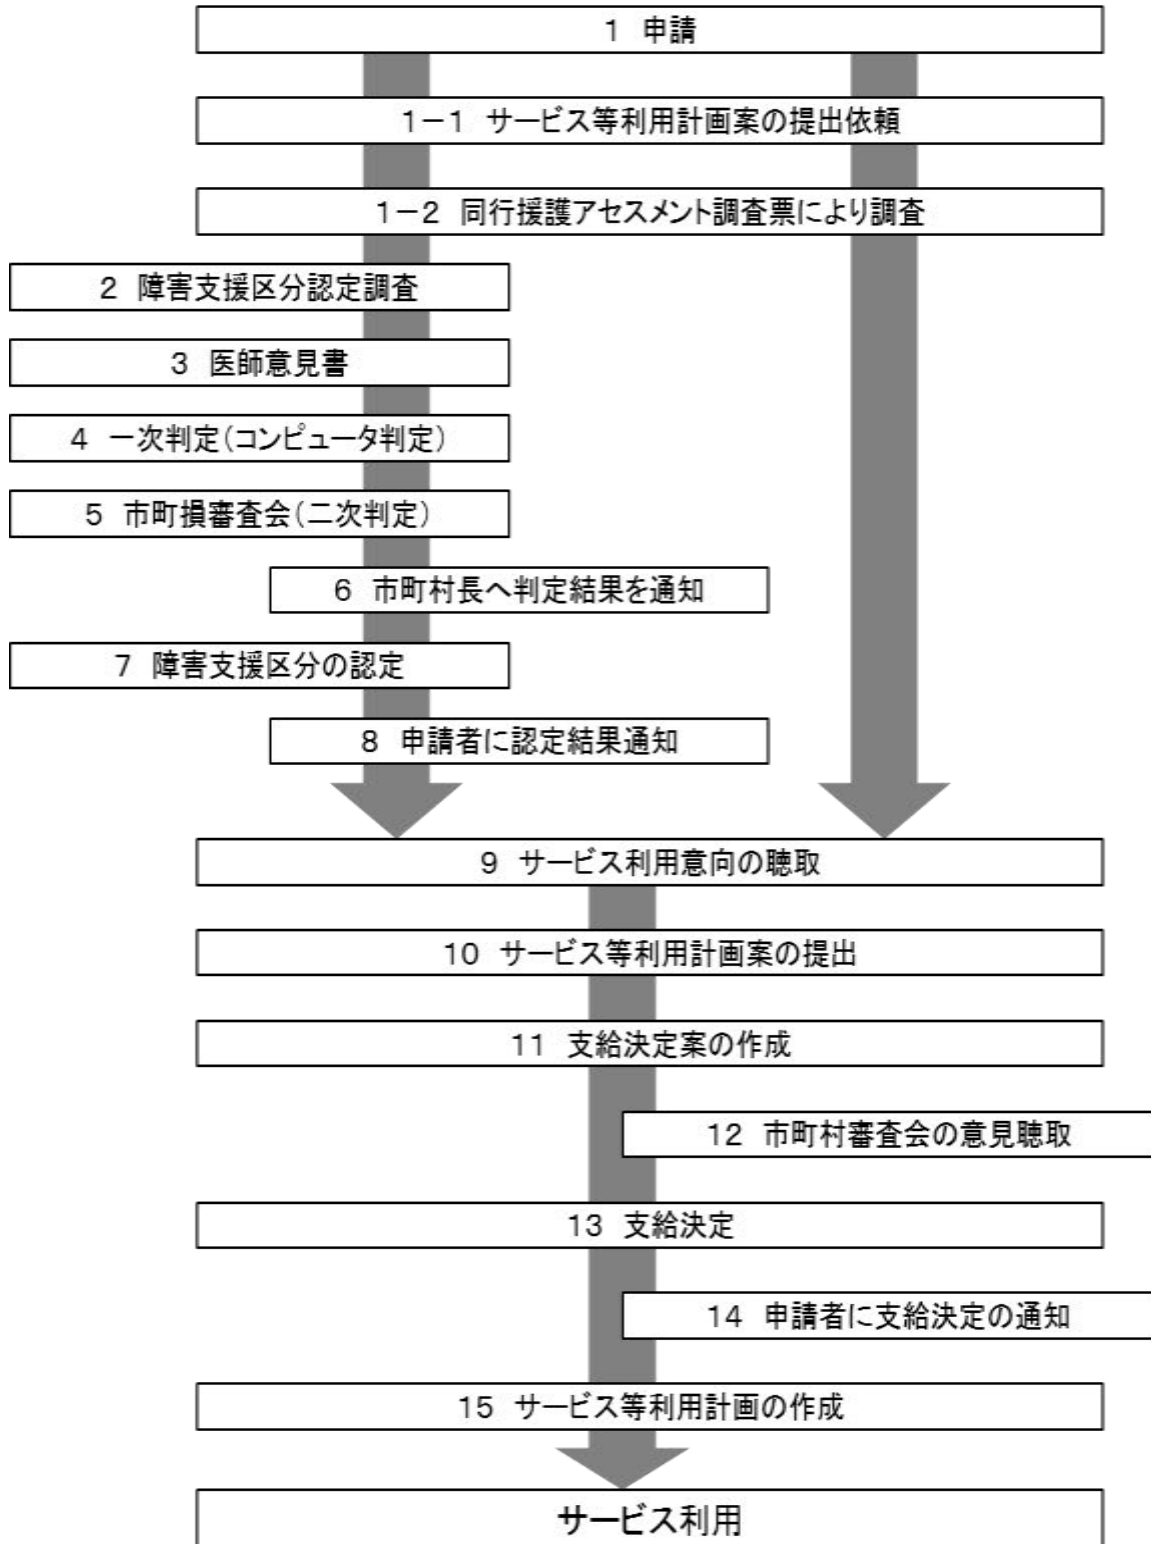 1 申請
1－1 サービス等利用計画案の提出依頼
1－2 同行援護アセスメント調査票により調査
2 障害支援区分認定調査
3 医師意見書
4 一次判定(コンピュータ判定)
5 市町損審査会(二次判定)
6 市町村長へ判定結果を通知
7 障害支援区分の認定
8 申請者に認定結果通知
9 サービス利用意向の聴取
10 サービス等利用計画案の提出
11 支給決定案の作成
12 市町村審査会の意見聴取
13 支給決定
14 申請者に支給決定の通知
15 サービス等利用計画の作成
サービス利用